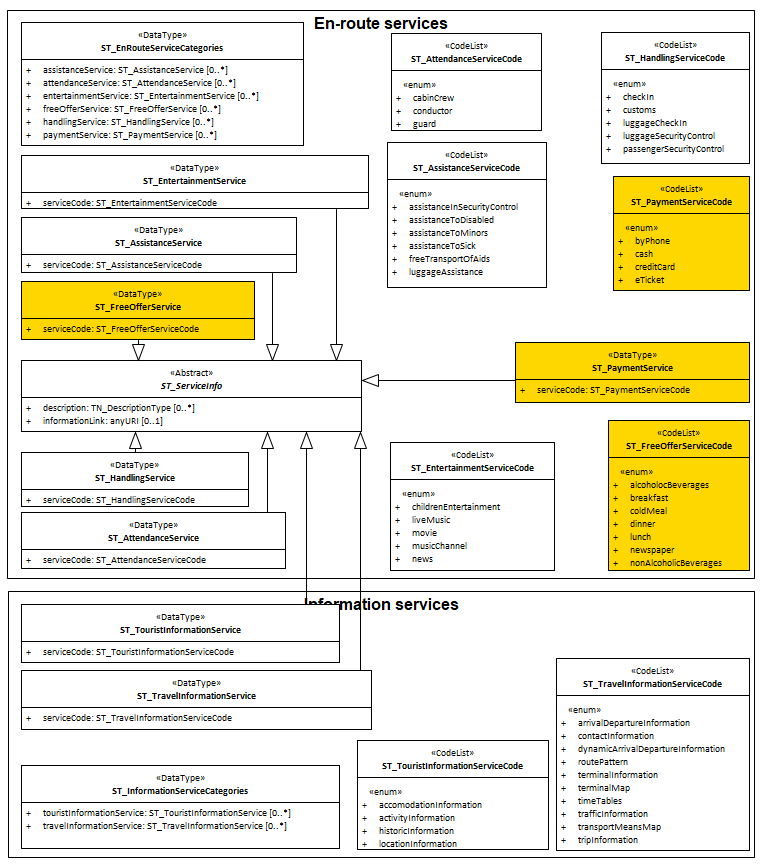 En-route services
«DataType»
ST_EnRouteServiceCategories
+ assistanceService: ST_AssistanceService [0..*]
+ attendanceService: ST_AttendanceService [0..*]
+ entertainmentService: ST_EntertainmentService [0..*]
+ freeOfferService: ST_FreeOfferService [0..*]
+ handlingService: ST_HandlingService [0..*]
+ paymentService: ST_PaymentService [0..*]
«CodeList»
ST_AttendanceServiceCode
«enum»
+ cabinCrew
+ conductor
+ guard
«CodeList»
ST_HandlingServiceCode
«enum»
+ checkIn
+ customs
+ luggageCheckIn
+ luggageSecurityControl
+ passengerSecurityControl
«DataType»
ST_EntertainmentService
+ serviceCode: ST_EntertainmentServiceCode
«CodeList»
ST_AssistanceServiceCode
«enum»
+ assistanceInSecurityControl
+ assistanceToDisabled
+ assistanceToMinors
+ assistanceToSick
+ freeTransportOfAids
+ luggageAssistance
«CodeList»
ST_PaymentServiceCode
«enum»
+ byPhone
+ cash
+ creditCard
+ eTicket
«DataType»
ST_AssistanceService
+ serviceCode: ST_AssistanceServiceCode
«DataType»
ST_FreeOfferService
+ serviceCode: ST_FreeOfferServiceCode
«Abstract»
ST_ServiceInfo
+ description: TN_DescriptionType [0..*]
+ informationLink: anyURI [0..1]
«DataType»
ST_PaymentService
+ serviceCode: ST_PaymentServiceCode
«DataType»
ST_HandlingService
+ serviceCode: ST_HandlingServiceCode
«DataType»
ST_AttendanceService
+ serviceCode: ST_AttendanceServiceCode
«CodeList»
ST_EntertainmentServiceCode
«enum»
+ childrenEntertainment
+ liveMusic
+ movie
+ musicChannel
+ news
«CodeList»
ST_FreeOfferServiceCode
«enum»
+ alcoholocBeverages
+ breakfast
+ coldMeal
+ dinner
+ lunch
+ newspaper
+ nonAlcoholicBeverages
Information services
«DataType»
ST_TouristInformationService
+ serviceCode: ST_TouristInformationServiceCode
«DataType»
ST_TravelInformationService
+ serviceCode: ST_TravelInformationServiceCode
«DataType»
ST_InformationServiceCategories
+ touristInformationService: ST_TouristInformationService [0..*]
+ travelInformationService: ST_TravelInformationService [0..*]
«CodeList»
ST_TouristInformationServiceCode
«enum»
+ accomodationInformation
+ activityInformation
+ historicInformation
+ locationInformation
«CodeList»
ST_TravelInformationServiceCode
«enum»
+ arrivalDepartureInformation
+ contactInformation
+ dynamicArrivalDepartureInformation
+ routePattern
+ terminalInformation
+ terminalMap
+ timeTables
+ trafficInformation
+ transportMeansMap
+ tripInformation